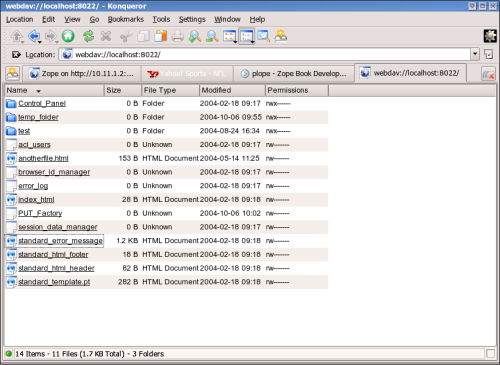 webdav://localhost:8022/ - Konqueror
Location Edit View Go Bookmarks Tools Settings Window Help
Location: webdav://localhost:8022/
Zope on http://10.11.1.2:... Yahoo! Sports - NFL plope - Zope Book Develop... webdav://localhost:8022/
Name Size File Type Modified Permissions
Control_Panel 0 B Folder 2004-02-18 09:17 rwx------
temp_folder 0 B Folder 2004-10-06 09:55 rwx------
test 0 B Folder 2004-08-24 16:34 rwx------
acl_users 0 B Unknown 2004-02-18 09:17 rw-------
anotherfile.html 153 B HTML Document 2004-05-14 11:25 rw-------
browser_id_manager 0 B Unknown 2004-02-18 09:17 rw-------
error_log 0 B Unknown 2004-02-18 09:17 rw-------
index_html 28 B HTML Document 2004-02-18 09:18 rw-------
PUT_Factory 0 B Unknown 2004-10-06 10:02 rw-------
session_data_manager 0 B Unknown 2004-02-18 09:17 rw-------
standard_error_message 1.2 KB HTML Document 2004-02-18 09:18 rw-------
standard_html_footer 18 B HTML Document 2004-02-18 09:18 rw-------
standard_html_header 82 B HTML Document 2004-02-18 09:18 rw-------
standard_template.pt 282 B HTML Document 2004-02-18 09:18 rw-------
14 Items - 11 Files (1.7 KB Total) - 3 Folders